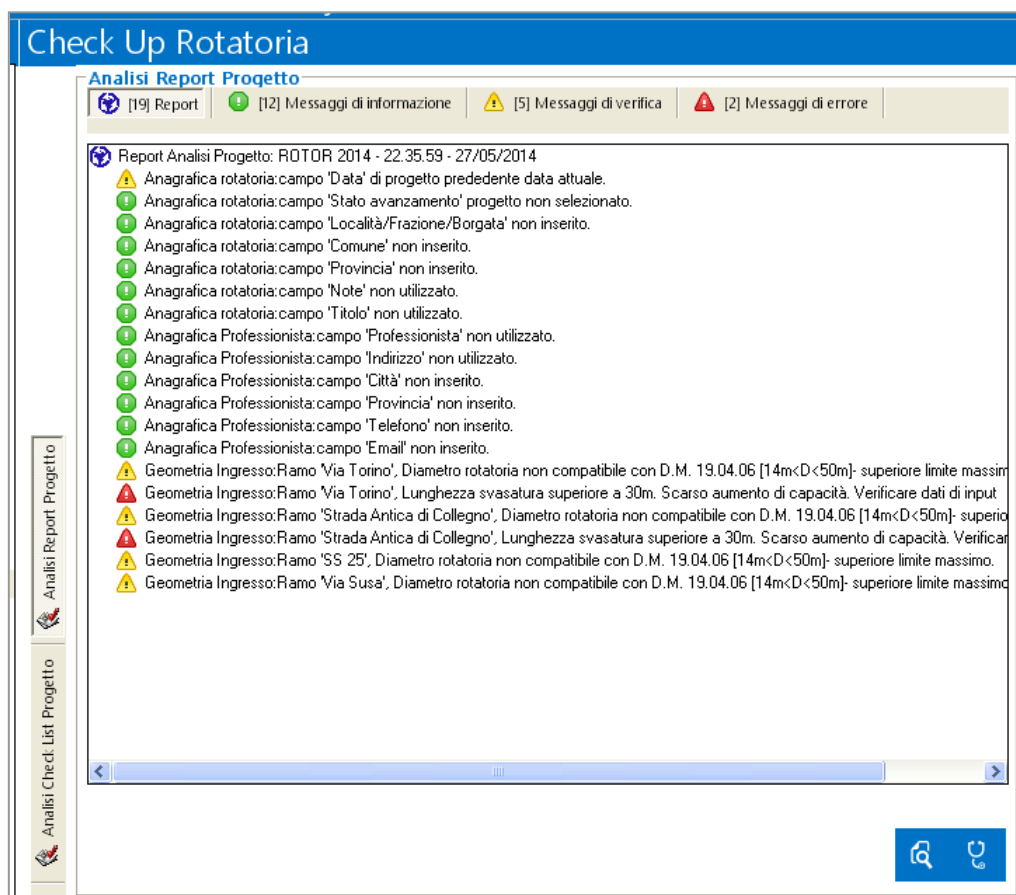 Check Up Rotatoria
Analisi Report Progetto
[19] Report
[12] Messaggi di informazione
[5] Messaggi di verifica
[2] Messaggi di errore
Report Analisi Progetto: ROTOR 2014 - 22.35.59 - 27/05/2014
Anagrafica rotatoria:campo 'Data' di progetto prededente data attuale.
Anagrafica rotatoria:campo 'Stato avanzamento' progetto non selezionato.
Anagrafica rotatoria:campo 'Località/Frazione/Borgata' non inserito.
Anagrafica rotatoria:campo 'Comune' non inserito.
Anagrafica rotatoria:campo 'Provincia' non inserito.
Anagrafica rotatoria:campo 'Note' non utilizzato.
Anagrafica rotatoria:campo 'Titolo' non utilizzato.
Anagrafica Professionista:campo 'Professionista' non utilizzato.
Anagrafica Professionista:campo 'Indirizzo' non utilizzato.
Anagrafica Professionista:campo 'Città' non inserito.
Anagrafica Professionista:campo 'Provincia' non inserito.
Anagrafica Professionista:campo 'Telefono' non inserito.
Anagrafica Professionista:campo 'Email' non inserito.
Geometria Ingresso:Ramo 'Via Torino', Diametro rotatoria non compatibile con D.M. 19.04.06 [14m<D<50m]- superiore limite massim
Geometria Ingresso:Ramo 'Via Torino', Lunghezza svasatura superiore a 30m. Scarso aumento di capacità. Verificare dati di input
Geometria Ingresso:Ramo 'Strada Antica di Collegno', Diametro rotatoria non compatibile con D.M. 19.04.06 [14m<D<50m]- superio
Geometria Ingresso:Ramo 'Strada Antica di Collegno', Lunghezza svasatura superiore a 30m. Scarso aumento di capacità. Verificar
Geometria Ingresso:Ramo 'SS 25', Diametro rotatoria non compatibile con D.M. 19.04.06 [14m<D<50m]- superiore limite massimo.
Geometria Ingresso:Ramo 'Via Susa', Diametro rotatoria non compatibile con D.M. 19.04.06 [14m<D<50m]- superiore limite massimo
Analisi Report Progetto
Analisi Check List Progetto